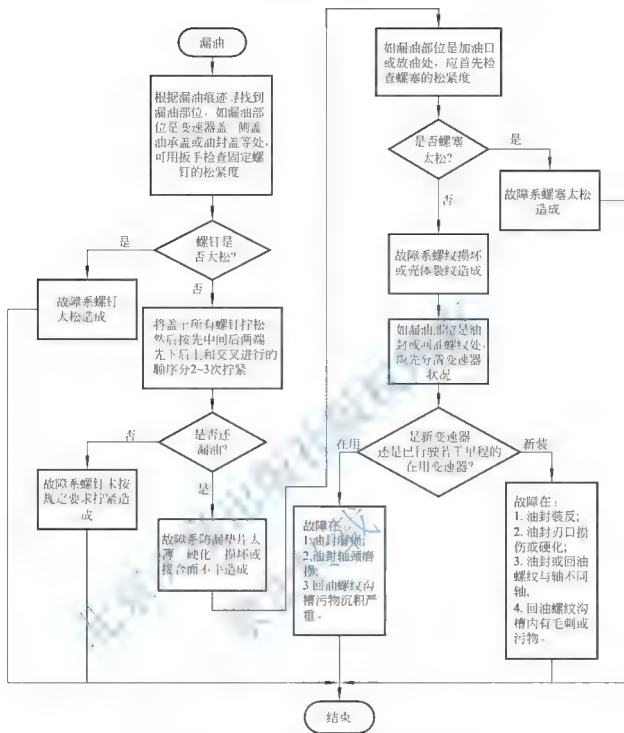 漏油
根据漏油痕迹寻找到
漏油部位，如漏油部
位是变速器盖 侧盖
油承盖或油封盖等处，
可用扳手检查固定螺
钉的松紧度
螺钉是
否太松？
是
否
故障系螺钉
太松造成
将盖上所有螺钉拧松
然后按先中间后两端
先下后上和交叉进行的
顺序分2~3次拧紧
是否还
漏油？
否
是
故障系螺钉未按
规定要求拧紧造
成
故障系防漏垫片太
薄 硬化 损坏或
接合面不平造成
如漏油部位是加油口
或放油处，应首先检
查螺塞的松紧度
是否螺塞
太松？
是
否
故障系螺塞太松
造成
故障系螺纹损坏
或壳体裂纹造成
如漏油部位是油
封或回油螺纹处，
应先分清变速器
状况
是新变速器
还是已行驶若干里程的
在用变速器？
在用
新装
故障在：
1.油封磨损;
2.油封轴颈磨
损;
3 回油螺纹沟
槽污物沉积严
重。
故障在：
1. 油封装反;
2. 油封刃口损
伤或硬化;
3. 油封或回油
螺纹与轴不同
轴。
4. 回油螺纹沟
槽内有毛刺或
污物。
结束